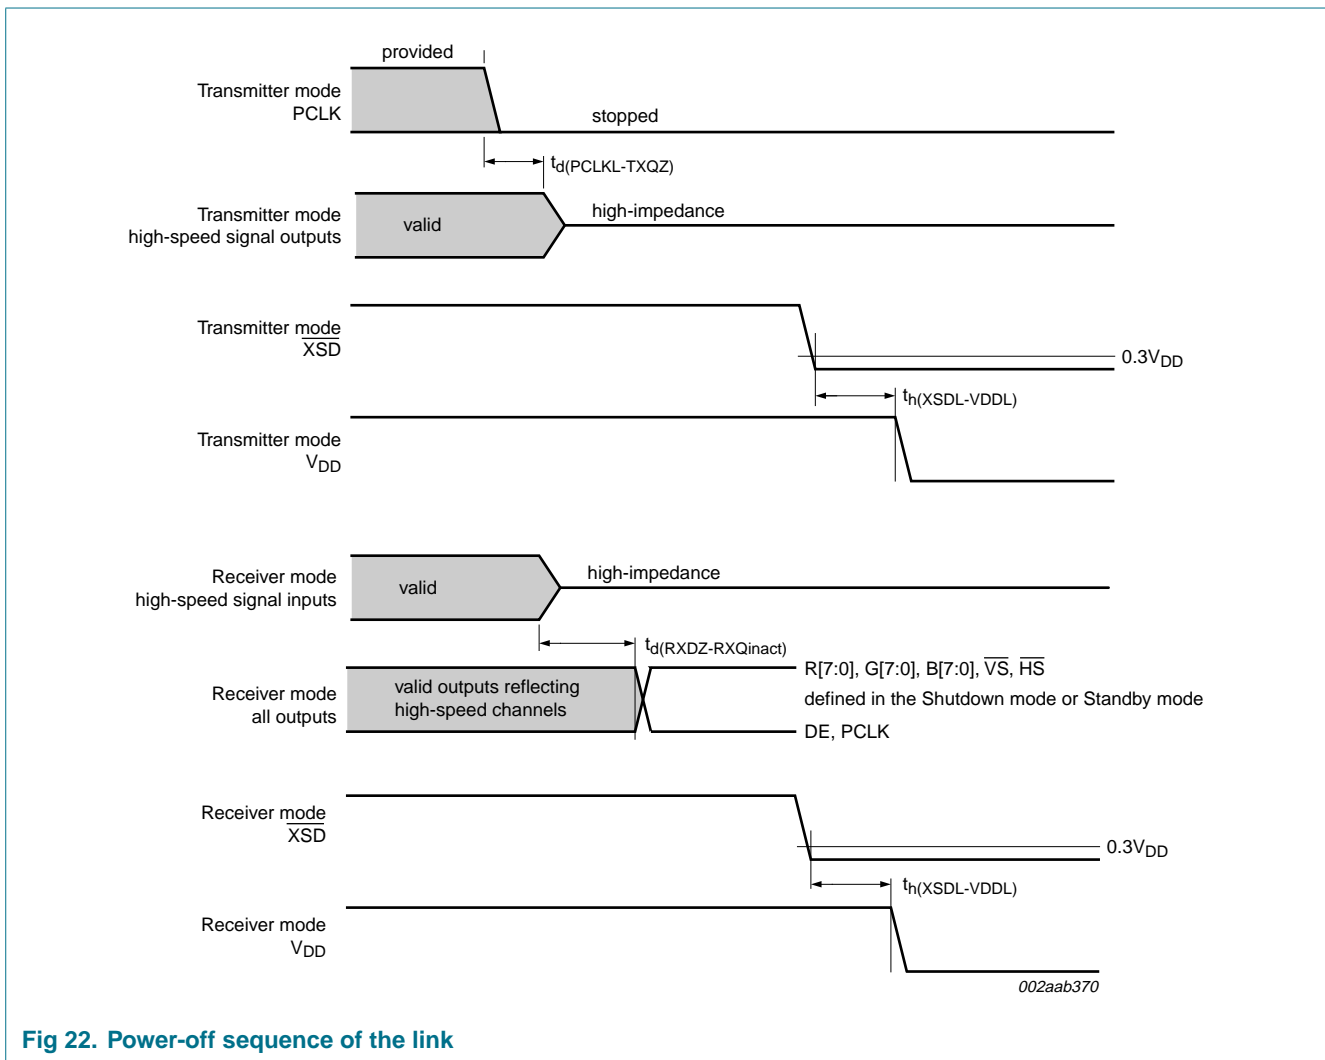 provided
Transmitter mode
PCLK
stopped
td(PCLKL-TXQZ)
Transmitter mode
high-speed signal outputs
valid
high-impedance
Transmitter mode
XSD
0.3VDD
th(XSDL-VDDL)
Transmitter mode
VDD
Receiver mode
high-speed signal inputs
valid
high-impedance
td(RXDZ-RXQinact)
Receiver mode
all outputs
valid outputs reflecting
high-speed channels
R[7:0], G[7:0], B[7:0], VS, HS
defined in the Shutdown mode or Standby mode
DE, PCLK
Receiver mode
XSD
0.3VDD
th(XSDL-VDDL)
Receiver mode
VDD
002aab370
Fig 22. Power-off sequence of the link